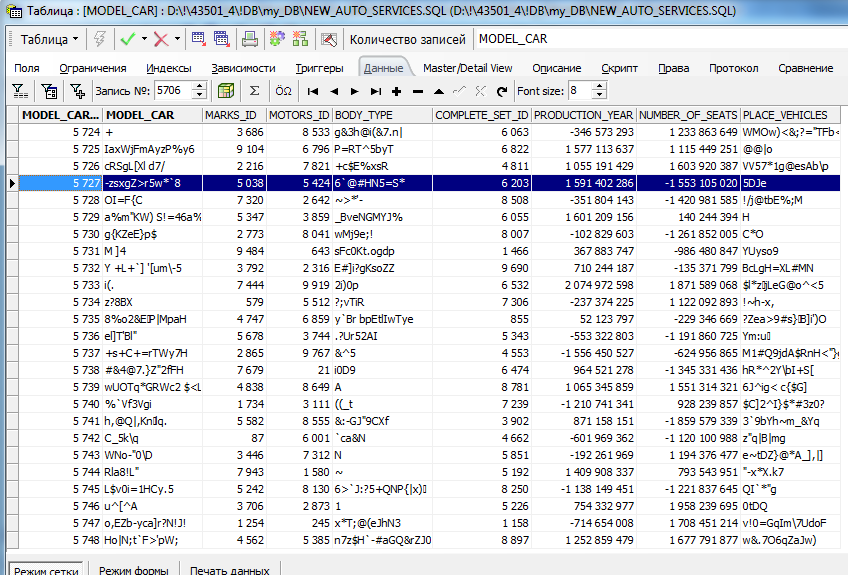 Таблица : [MODEL_CAR] : D:\!\43501_4\!DB\my_DB\NEW_AUTO_SERVICES.SQL (D:\!\43501_4\!DB\my_DB\NEW_AUTO_SERVICES.SQL)
Таблица Количество записей MODEL_CAR
Поля Ограничения Индексы Зависимости Триггеры Данные Master/Detail View Описание Скрипт Права Протокол Сравнение
Запись №: 5706 Font size: 8
MODEL_CAR... MODEL_CAR MARKS_ID MOTORS_ID BODY_TYPE COMPLETE_SET_ID PRODUCTION_YEAR NUMBER_OF_SEATS PLACE_VEHICLES
5 724 + 3 686 8 533 g&3h@i(&7.n| 6 063 -346 573 293 1 233 863 649 WMOw)<&;?="TFb<
5 725 IaxWjFmAyzP%y6 9 104 6 796 P=RT^5byT 6 822 1 577 113 637 1 115 449 251 @@|o
5 726 cRSgL[Xl d7/ 2 216 7 821 +c$E%xsR 4 811 1 055 191 429 1 603 920 387 W57*1g@esAb\p
5 727 -zsxgZ>r5w*`8 5 038 5 424 6`@#HN5=S* 6 203 1 591 402 286 -1 553 105 020 5DJe
5 728 OI=F{C 7 320 2 642 ~>*'- 8 508 -351 804 143 -1 420 981 585 !/j@tbE%;M
5 729 a%m"KW) S!=46a% 5 347 3 859 _BveNGMYJ% 6 055 1 601 209 156 140 244 394 H
5 730 g{KZeE}p$ 2 773 8 041 wMj9e;! 8 007 -102 829 603 -1 261 852 005 C*O
5 731 M ]4 9 484 643 sFc0Kt.ogdp 1 466 367 883 747 -986 480 847 YUyso9
5 732 Y +L+`] '[um\-5 3 792 2 316 E#]i?gKsoZZ 9 690 710 244 187 -135 371 799 BcLgH=XL#MN
5 733 i(. 7 444 9 919 2i)0p 6 532 2 074 972 598 1 871 589 068
5 734 z?8BX 579 5 512 ?;vTiR 7 306 -237 374 225 1 122 092 893 !~h-x,
5 735 4 747 6 859 y`Br bpEtlIwTye 855 52 123 797 -229 346 669
5 736 el]T'Bl" 5 678 3 744 .?Ur52AI 5 343 -553 322 803 -1 191 860 725
5 737 +s+C+=rTWy7H 2 865 9 767 &^5 4 553 -1 556 450 527 -624 956 865 M1#Q9jdA$RnH<"}
5 738 #&4@7.}Z"2fFH 7 679 21 i0D9 6 474 964 521 278 -1 345 331 436 hR*^2Y\bI+S[
5 739 wUOTq*GRWc2 $<L 4 838 8 649 A 8 781 1 065 345 859 1 551 314 321 6J^ig< c{$G]
5 740 %`Vf3Vgi 1 734 3 111 ((_t 7 239 -1 210 741 341 928 239 857 $C]2^I}$*#3z0?
5 741 5 582 8 555 &:-GJ"9CXf 3 902 871 158 151 -1 859 579 339 3`9bYh~m_&Yq
5 742 C_5k\q 87 6 001 `ca&N 4 662 -601 969 362 -1 120 100 988 z"q|B|mg
5 743 WNo-"0\D 3 446 7 312 N 5 851 -192 261 969 1 194 376 477 e~tDZ}@*A_],|]
5 744 Rla8!L" 7 943 1 580 ~ 5 192 1 409 908 337 793 543 951 "-x*X.k7
5 745 L$v0i=1HCy.5 5 242 8 130 8 250 -1 138 149 451 -1 221 837 645 QI`*"g
5 746 u^[^A 3 706 2 873 1 5 226 754 332 977 1 958 239 695 0tDQ
5 747 o,EZb-yca]r?N!J! 1 254 245 x*T;@(eJhN3 1 158 -714 654 008 1 708 451 214 v!0=GqIm\7UdoF
5 748 Ho|N;t`F>'pW; 4 562 5 385 n7z$H`-#aGQ&rZJ0 8 897 1 252 859 479 1 677 791 877 w&.7O6qZaJw)
Режим сетки Режим формы Печать данных